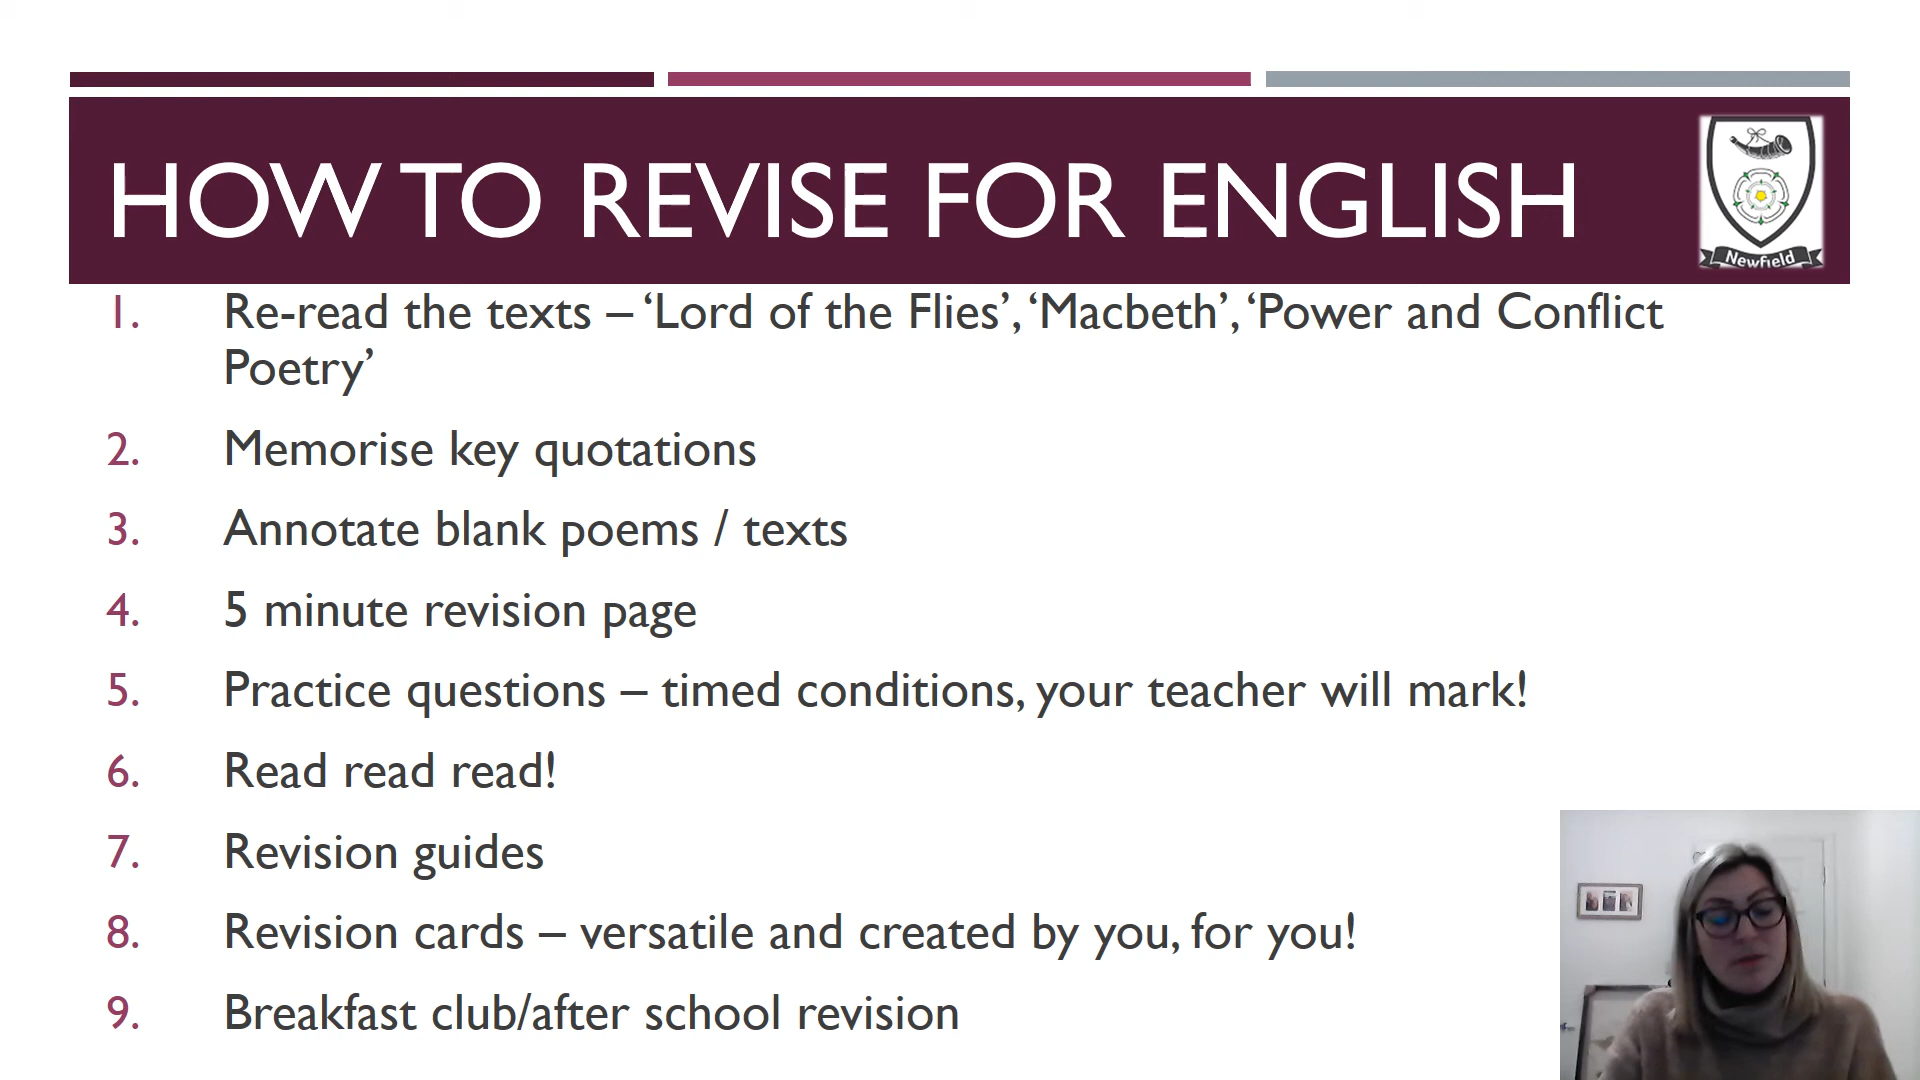 HOW TO REVISE FOR ENGLISH
Newfield
1. Re-read the texts – ‘Lord of the Flies’, ‘Macbeth’, ‘Power and Conflict
Poetry’
2. Memorise key quotations
3. Annotate blank poems / texts
4. 5 minute revision page
5. Practice questions – timed conditions, your teacher will mark!
6. Read read read!
7. Revision guides
8. Revision cards – versatile and created by you, for you!
9. Breakfast club/after school revision